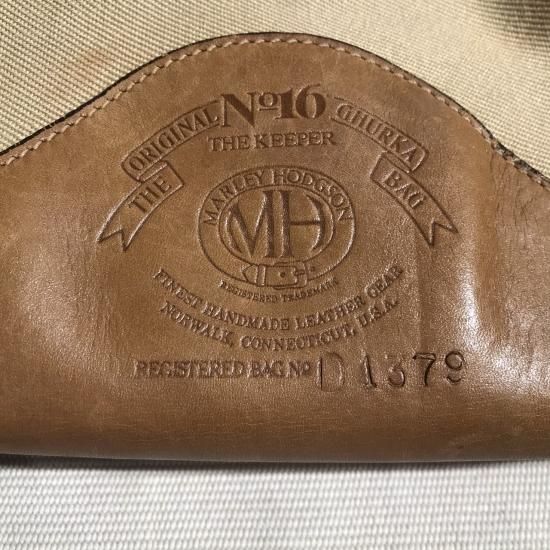 THE ORIGINAL GHURKA BAG
No16
THE KEEPER
MARLEY HODGSON
MH
REGISTERED TRADEMARK
FINEST HANDMADE LEATHER GEAR
NORWALK, CONNECTICUT, U.S.A.
REGISTERED BAG No D1379